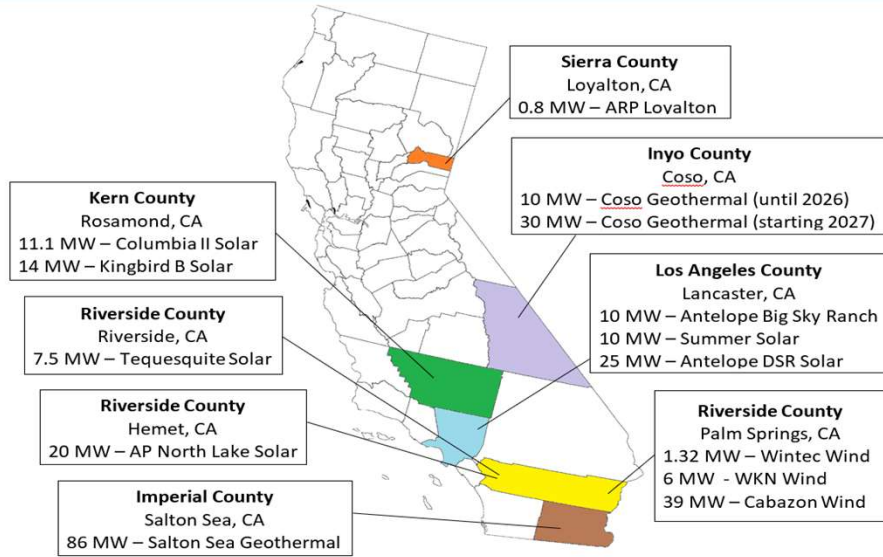 Sierra County
Loyalton, CA
0.8 MW – ARP Loyalton
Inyo County
Coso, CA
10 MW – Coso Geothermal (until 2026)
30 MW – Coso Geothermal (starting 2027)
Kern County
Rosamond, CA
11.1 MW – Columbia II Solar
14 MW – Kingbird B Solar
Los Angeles County
Lancaster, CA
10 MW – Antelope Big Sky Ranch
10 MW – Summer Solar
25 MW – Antelope DSR Solar
Riverside County
Riverside, CA
7.5 MW – Tequesquite Solar
Riverside County
Hemet, CA
20 MW – AP North Lake Solar
Riverside County
Palm Springs, CA
1.32 MW – Wintec Wind
6 MW - WKN Wind
39 MW – Cabazon Wind
Imperial County
Salton Sea, CA
86 MW – Salton Sea Geothermal